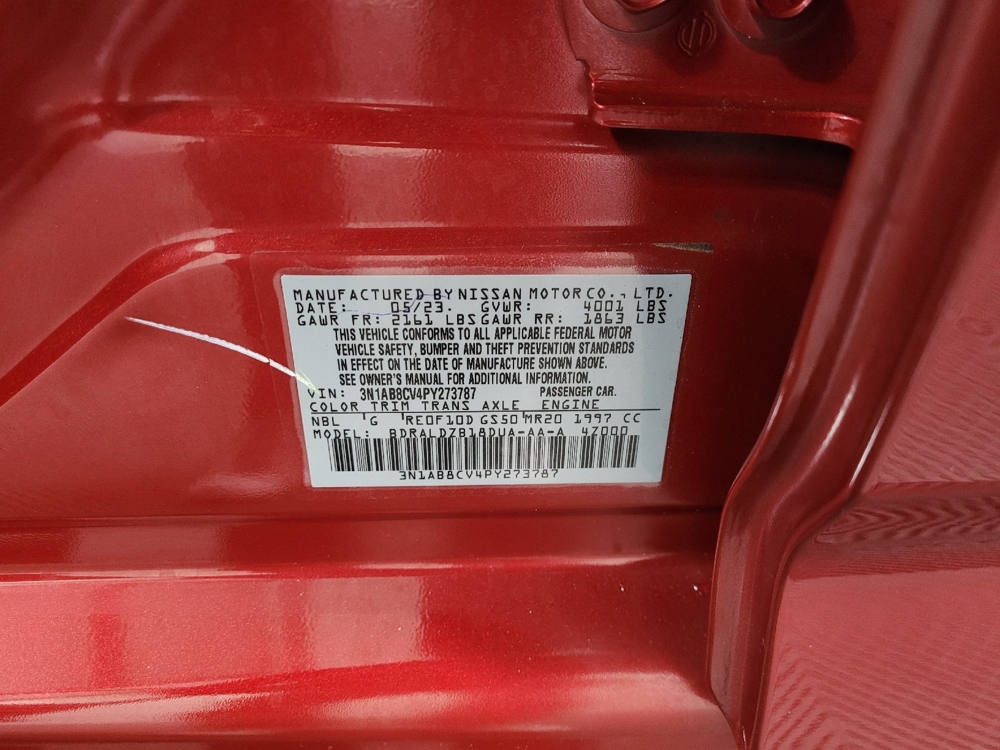 MANUFACTURED BY NISSAN MOTOR CO., LTD.
DATE: 05/23. GVWR: 4001 LBS
GAWR FR: 2161 LBS GAWR RR: 1863 LBS
THIS VEHICLE CONFORMS TO ALL APPLICABLE FEDERAL MOTOR
VEHICLE SAFETY, BUMPER AND THEFT PREVENTION STANDARDS
IN EFFECT ON THE DATE OF MANUFACTURE SHOWN ABOVE.
SEE OWNER'S MANUAL FOR ADDITIONAL INFORMATION.
VIN: 3N1AB8CV4PY273787 PASSENGER CAR.
COLOR TRIM TRANS AXLE ENGINE
NBL G RE0F10D GS50 MR20 1997 CC
MODEL: BDRALDZB18DUA-AA-A 4Z000
3N1AB8CV4PY273787